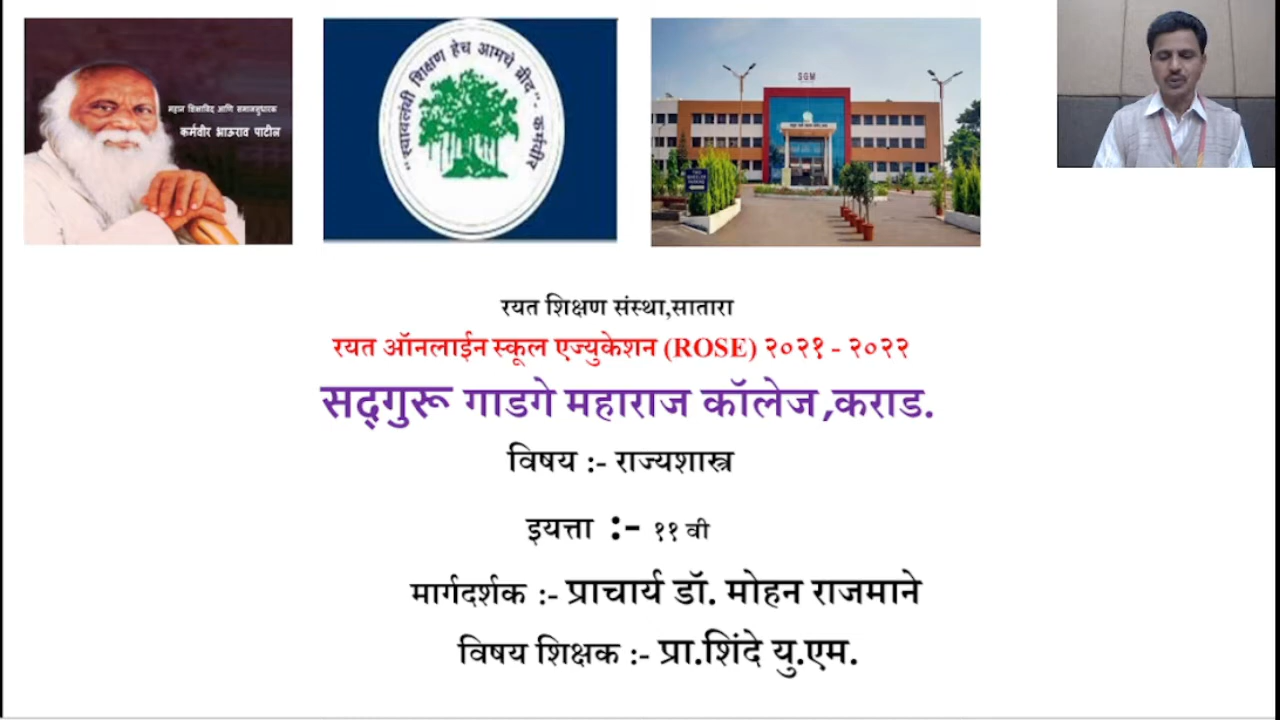 महान शिक्षाविद आणि समाजसुधारक
कर्मवीर भाऊराव पाटील
"स्वावलंबी शिक्षण हेच आमचे ब्रीद"- कर्मवीर
SGM
रयत शिक्षण संस्था,सातारा
रयत ऑनलाईन स्कूल एज्युकेशन (ROSE) २०२१ - २०२२
सद्गुरू गाडगे महाराज कॉलेज,कराड.
विषय :- राज्यशास्त्र
इयत्ता :- ११ वी
मार्गदर्शक :- प्राचार्य डॉ. मोहन राजमाने
विषय शिक्षक :- प्रा.शिंदे यु.एम.